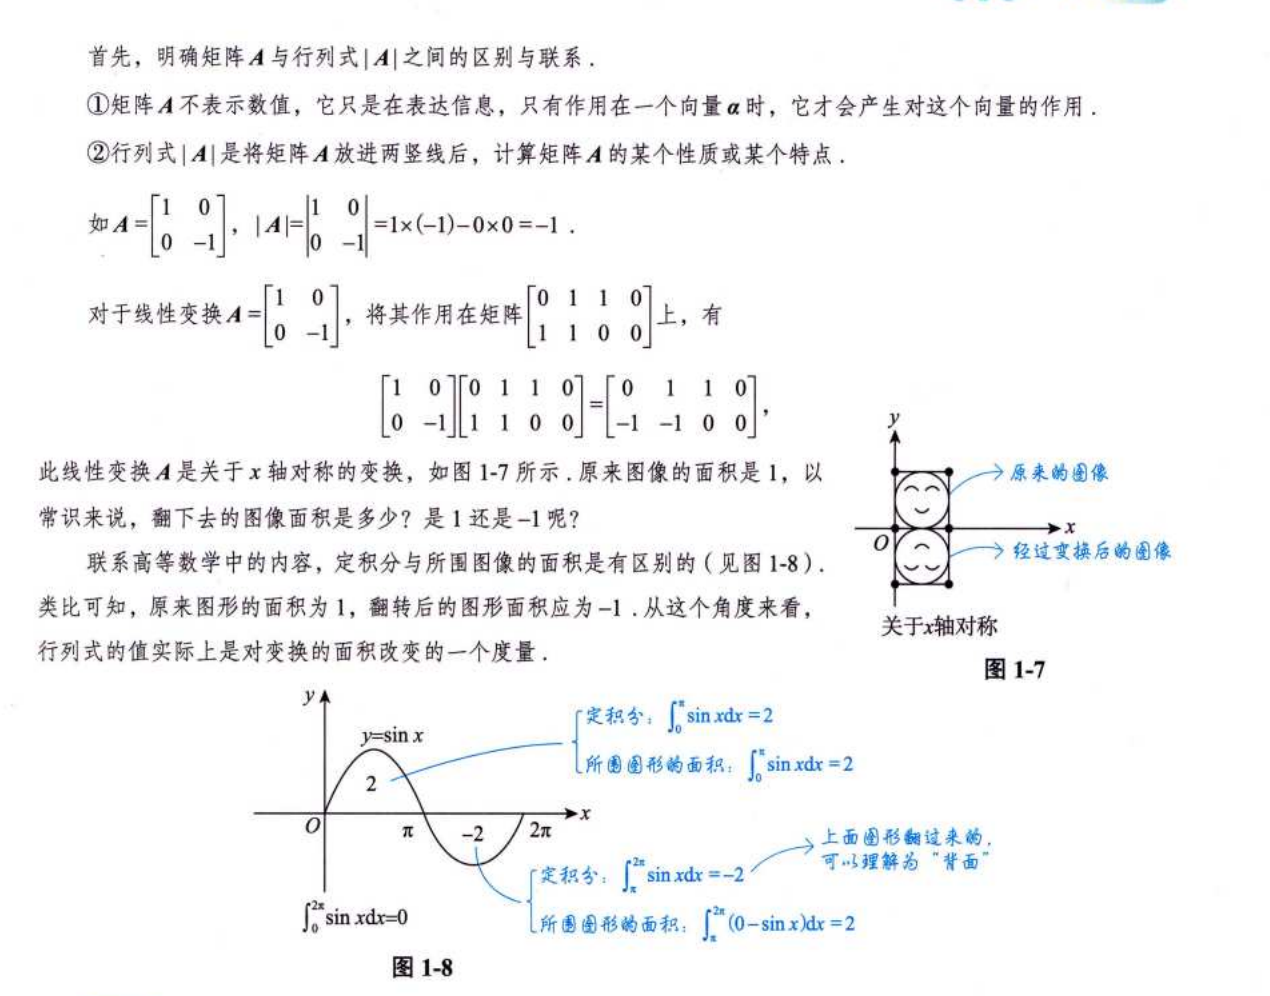 首先，明确矩阵A与行列式|A|之间的区别与联系．
①矩阵A不表示数值，它只是在表达信息，只有作用在一个向量α时，它才会产生对这个向量的作用．
②行列式|A|是将矩阵A放进两竖线后，计算矩阵A的某个性质或某个特点．
如A=[1 0; 0 −1]，|A|=|1 0; 0 −1|=1×(−1)−0×0=−1．
对于线性变换A=[1 0; 0 −1]，将其作用在矩阵[0 1 1 0; 1 1 0 0]上，有
[1 0; 0 −1][0 1 1 0; 1 1 0 0]=[0 1 1 0; −1 −1 0 0]，
此线性变换A是关于x轴对称的变换，如图1-7所示．原来图像的面积是1，以
常识来说，翻下去的图像面积是多少？是1还是−1呢？
联系高等数学中的内容，定积分与所围图像的面积是有区别的（见图1-8）．
类比可知，原来图形的面积为1，翻转后的图形面积应为−1．从这个角度来看，
行列式的值实际上是对变换的面积改变的一个度量．
y
原来的图像
O
x
经过变换后的图像
关于x轴对称
图1-7
y
y=sin x
2
O
π
−2
2π
x
∫₀^{2π} sin xdx=0
定积分：∫₀^π sin xdx=2
所围图形的面积：∫₀^π sin xdx=2
定积分：∫_π^{2π} sin xdx=−2
所围图形的面积：∫_π^{2π} (0−sin x)dx=2
上面图形翻过来的，
可以理解为“背面”
图1-8